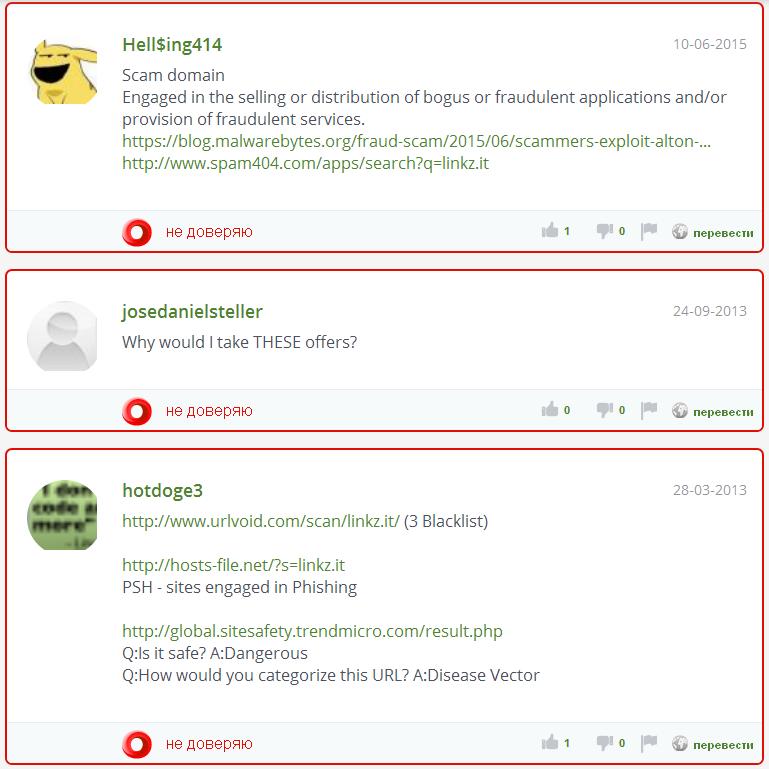 Hell$ing414
10-06-2015
Scam domain
Engaged in the selling or distribution of bogus or fraudulent applications and/or
provision of fraudulent services.
https://blog.malwarebytes.org/fraud-scam/2015/06/scammers-exploit-alton-...
http://www.spam404.com/apps/search?q=linkz.it
не доверяю
1
0
перевести
josedanielsteller
24-09-2013
Why would I take THESE offers?
не доверяю
0
0
перевести
I don
code a
more"
hotdoge3
28-03-2013
http://www.urlvoid.com/scan/linkz.it/ (3 Blacklist)
http://hosts-file.net/?s=linkz.it
PSH - sites engaged in Phishing
http://global.sitesafety.trendmicro.com/result.php
Q:Is it safe? A:Dangerous
Q:How would you categorize this URL? A:Disease Vector
не доверяю
1
0
перевести